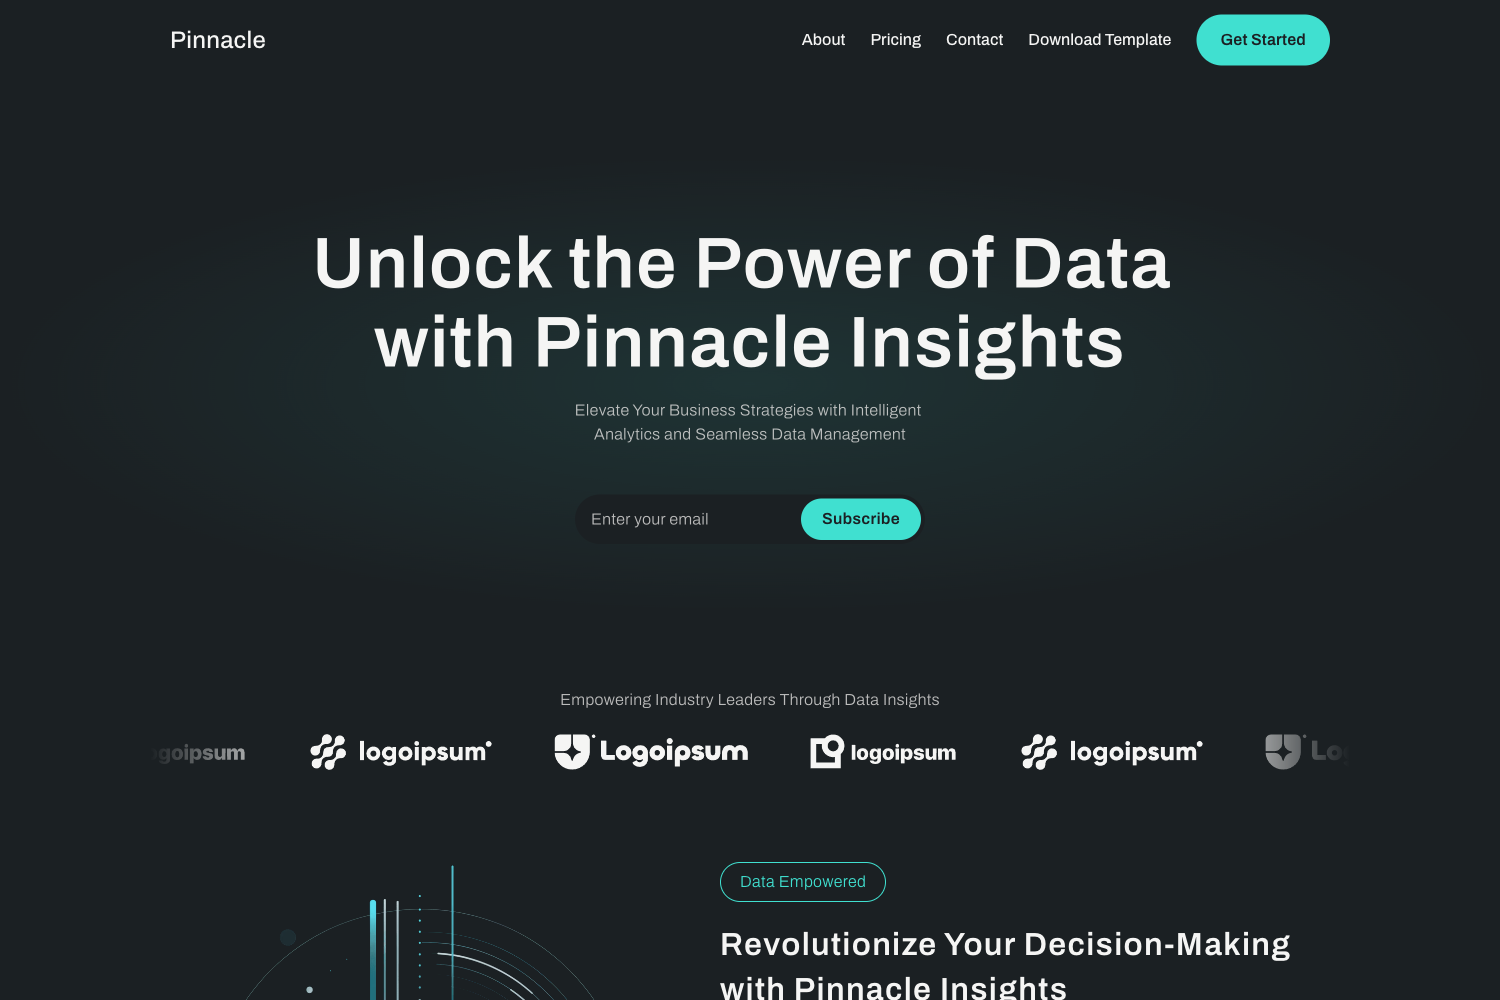 Pinnacle
About
Pricing
Contact
Download Template
Get Started
Unlock the Power of Data
with Pinnacle Insights
Elevate Your Business Strategies with Intelligent
Analytics and Seamless Data Management
Enter your email
Subscribe
Empowering Industry Leaders Through Data Insights
goipsum
logoipsum
Logoipsum
logoipsum
logoipsum
Lo
Data Empowered
Revolutionize Your Decision-Making
with Pinnacle Insights